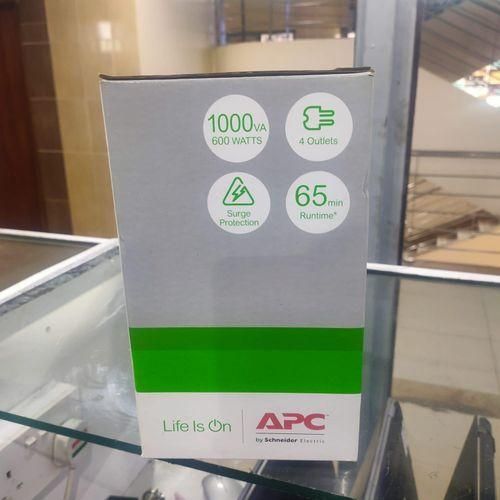 1000VA
600 WATTS
4 Outlets
Surge
Protection
65min
Runtime*
Life Is On
APC
by Schneider Electric